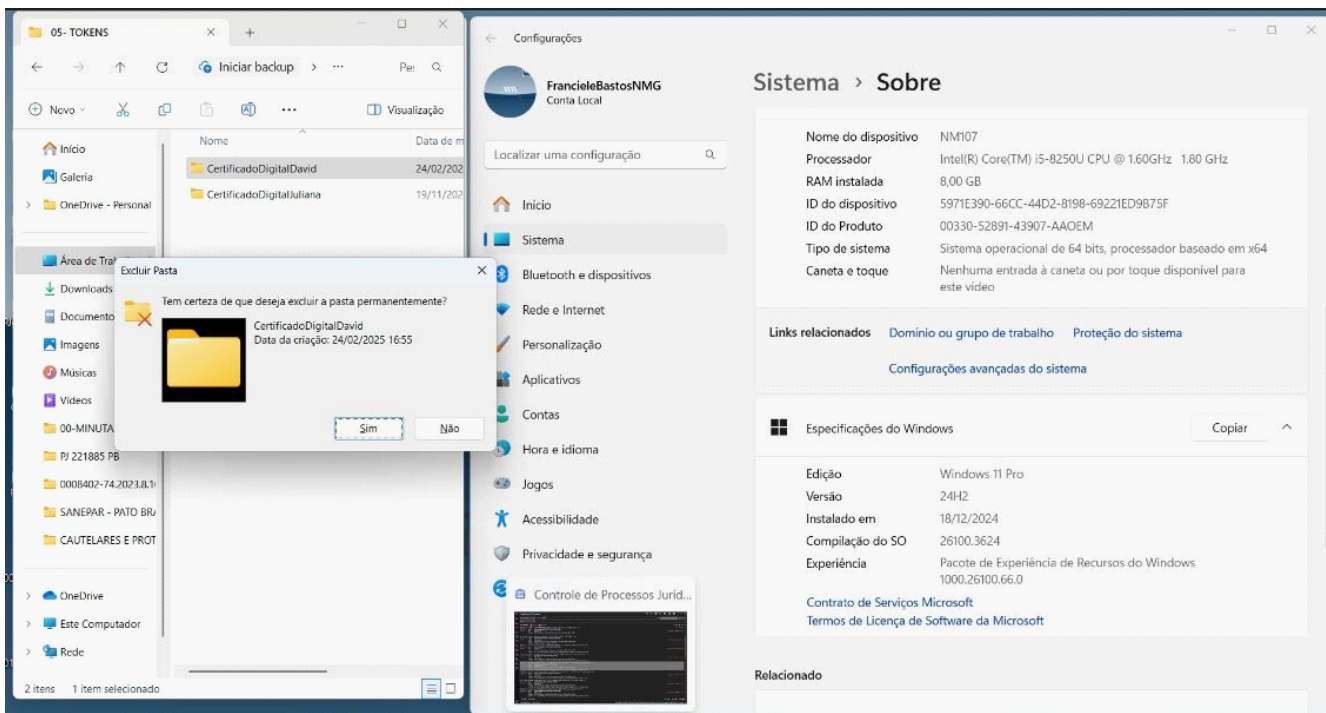 05- TOKENS
Iniciar backup
Novo
Visualização
Nome
Data de m
Início
Galeria
OneDrive - Personal
CertificadoDigitalDavid
24/02/202
CertificadoDigitalJuliana
19/11/202
Área de Tra
Downloads
Documento
Imagens
Músicas
Vídeos
00-MINUTA
PJ 221885 PB
0008402-74.2023.8.1
SANEPAR - PATO BR
CAUTELARES E PROT
OneDrive
Este Computador
Rede
2 itens 1 item selecionado
Excluir Pasta
Tem certeza de que deseja excluir a pasta permanentemente?
CertificadoDigitalDavid
Data da criação: 24/02/2025 16:55
Sim
Não
Configurações
FrancieleBastosNMG
Conta Local
Localizar uma configuração
Início
Sistema
Bluetooth e dispositivos
Rede e Internet
Personalização
Aplicativos
Contas
Hora e idioma
Jogos
Acessibilidade
Privacidade e segurança
Controle de Processos Juríd...
Sistema > Sobre
Nome do dispositivo NM107
Processador Intel(R) Core(TM) i5-8250U CPU @ 1.60GHz 1.80 GHz
RAM instalada 8,00 GB
ID do dispositivo 5971E390-66CC-44D2-8198-69221ED9B75F
ID do Produto 00330-52891-43907-AAOEM
Tipo de sistema Sistema operacional de 64 bits, processador baseado em x64
Caneta e toque Nenhuma entrada à caneta ou por toque disponível para
este vídeo
Links relacionados Domínio ou grupo de trabalho Proteção do sistema
Configurações avançadas do sistema
Especificações do Windows
Copiar
Edição Windows 11 Pro
Versão 24H2
Instalado em 18/12/2024
Compilação do SO 26100.3624
Experiência Pacote de Experiência de Recursos do Windows
1000.26100.66.0
Contrato de Serviços Microsoft
Termos de Licença de Software da Microsoft
Relacionado